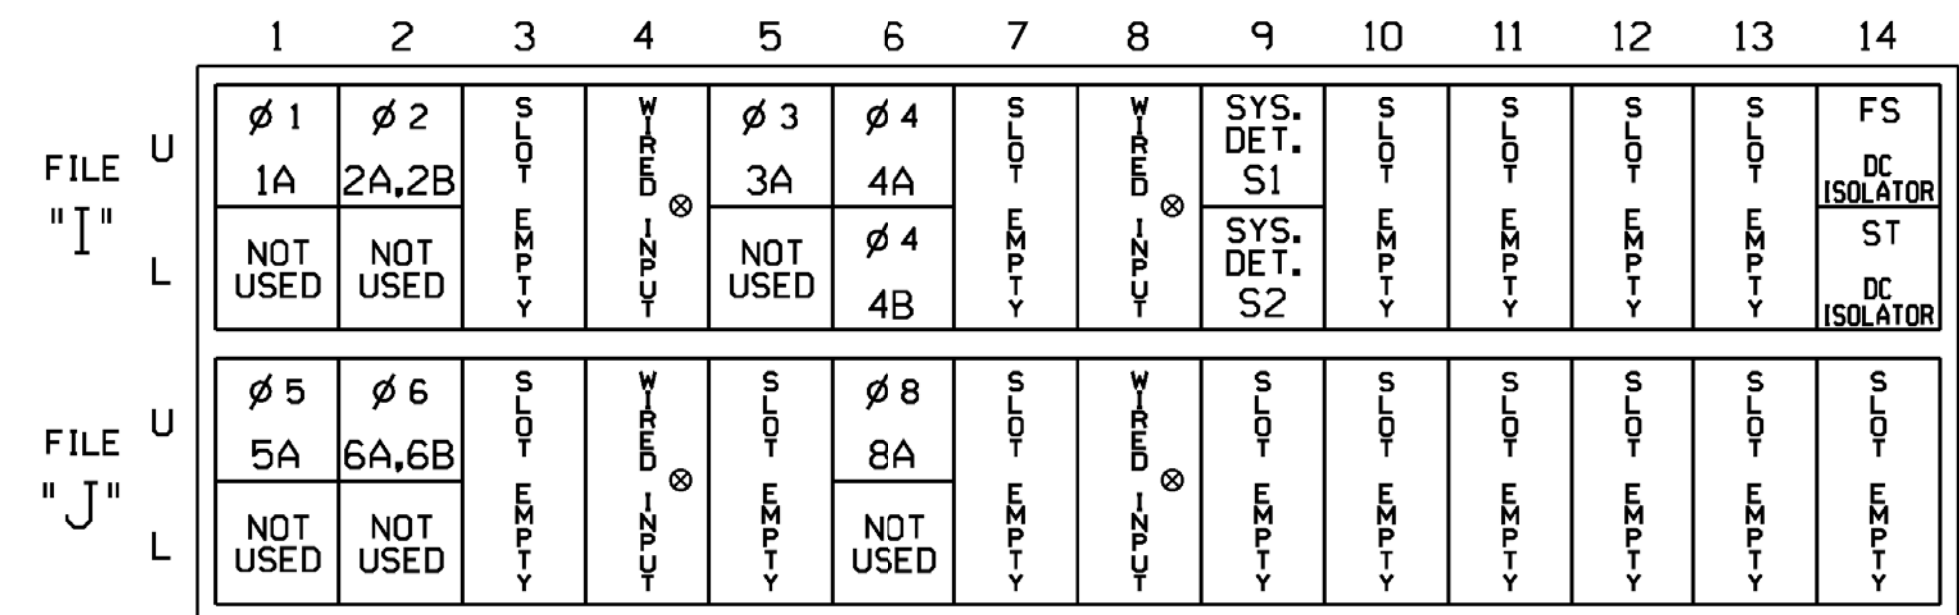 1 2 3 4 5 6 7 8 9 10 11 12 13 14
FILE "I"
U
L
ø 1
1A
NOT
USED
ø 2
2A,2B
NOT
USED
SLOT EMPTY
WIRED INPUT
ø 3
3A
NOT
USED
ø 4
4A
ø 4
4B
SLOT EMPTY
WIRED INPUT
SYS.
DET.
S1
SYS.
DET.
S2
SLOT EMPTY
SLOT EMPTY
SLOT EMPTY
SLOT EMPTY
FS
DC
ISOLATOR
ST
DC
ISOLATOR
FILE "J"
U
L
ø 5
5A
NOT
USED
ø 6
6A,6B
NOT
USED
SLOT EMPTY
WIRED INPUT
SLOT EMPTY
ø 8
8A
NOT
USED
SLOT EMPTY
WIRED INPUT
SLOT EMPTY
SLOT EMPTY
SLOT EMPTY
SLOT EMPTY
SLOT EMPTY
SLOT EMPTY